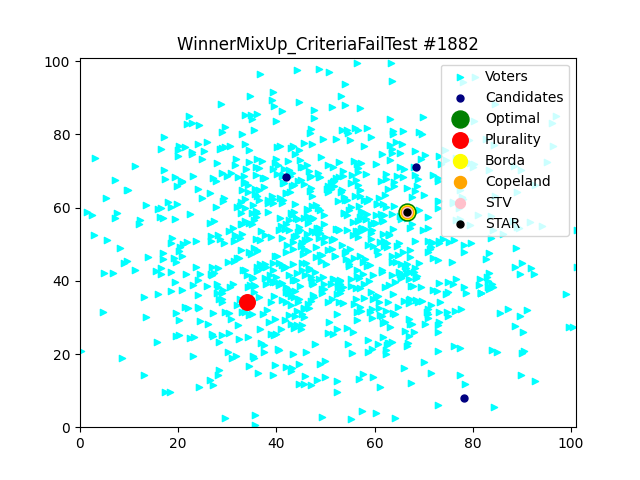 WinnerMixUp_CriteriaFailTest #1882
100
80
60
40
20
0
0 20 40 60 80 100
Voters
Candidates
Optimal
Plurality
Borda
Copeland
STV
STAR